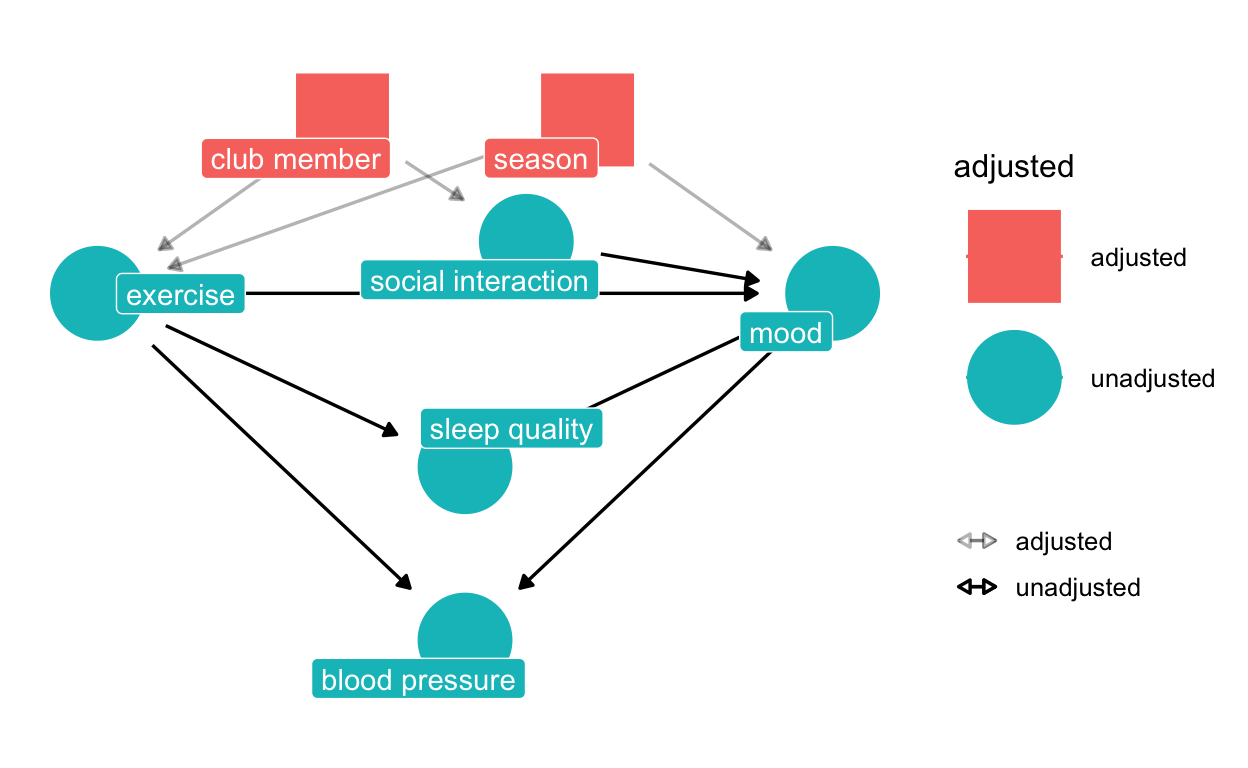 club member
season
social interaction
exercise
mood
sleep quality
blood pressure
adjusted
adjusted
unadjusted
adjusted
unadjusted